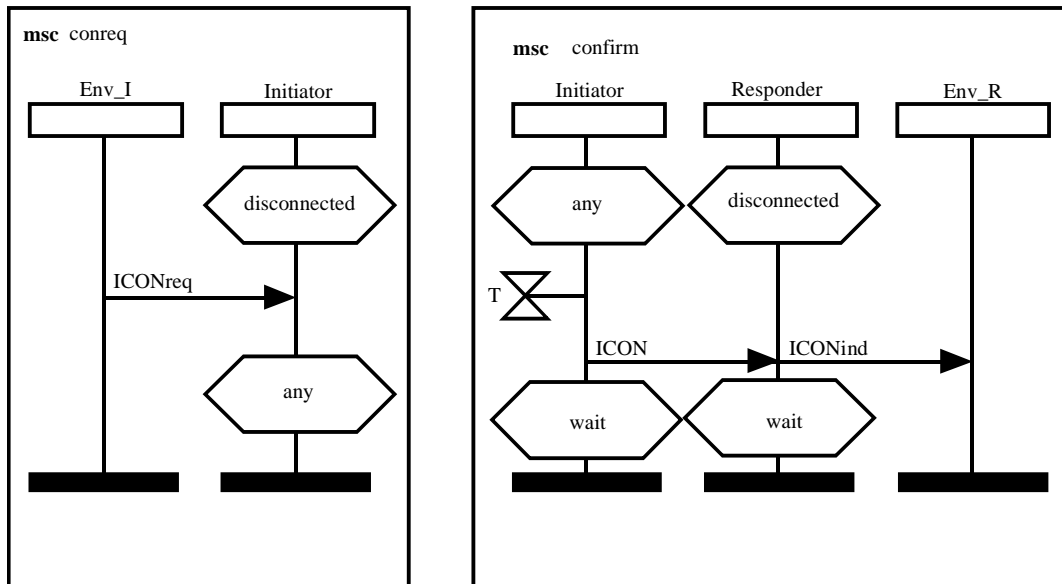 msc conreq
Env_I Initiator
disconnected
ICONreq
any
msc confirm
Initiator Responder Env_R
any disconnected
T
ICON ICONind
wait wait